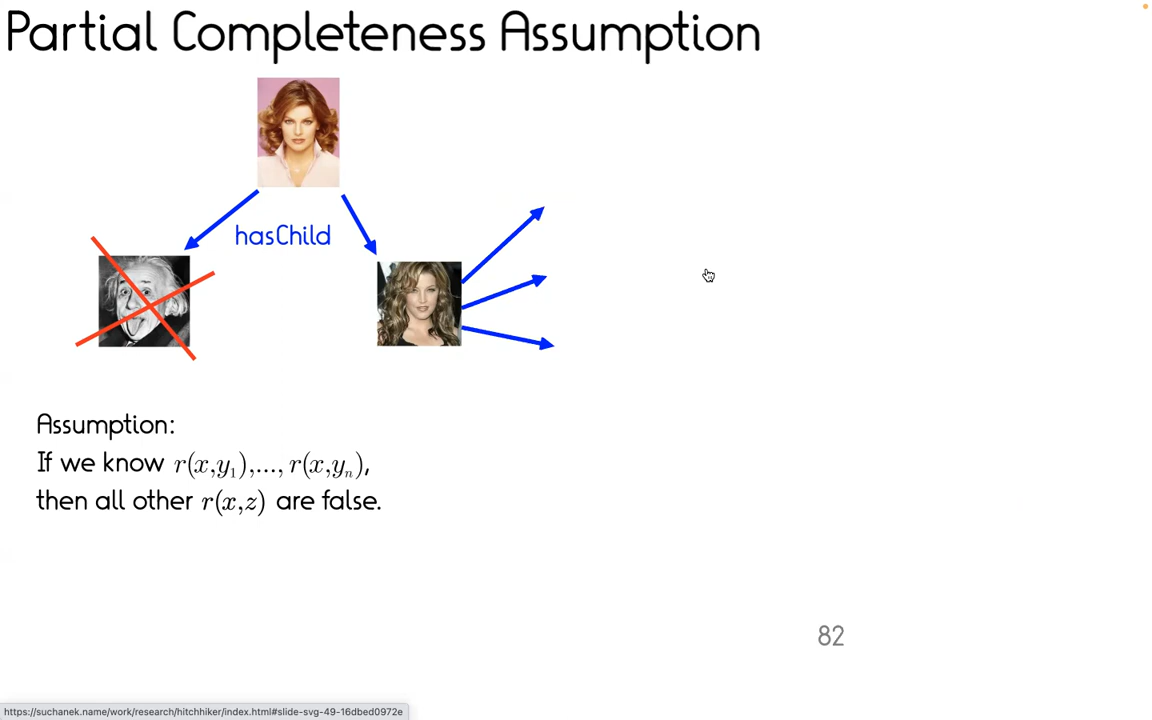 Partial Completeness Assumption
hasChild
Assumption:
If we know r(x,y₁),..., r(x,yₙ),
then all other r(x,z) are false.
82
https://suchanek.name/work/research/hitchhiker/index.html#slide-svg-49-16dbed0972e